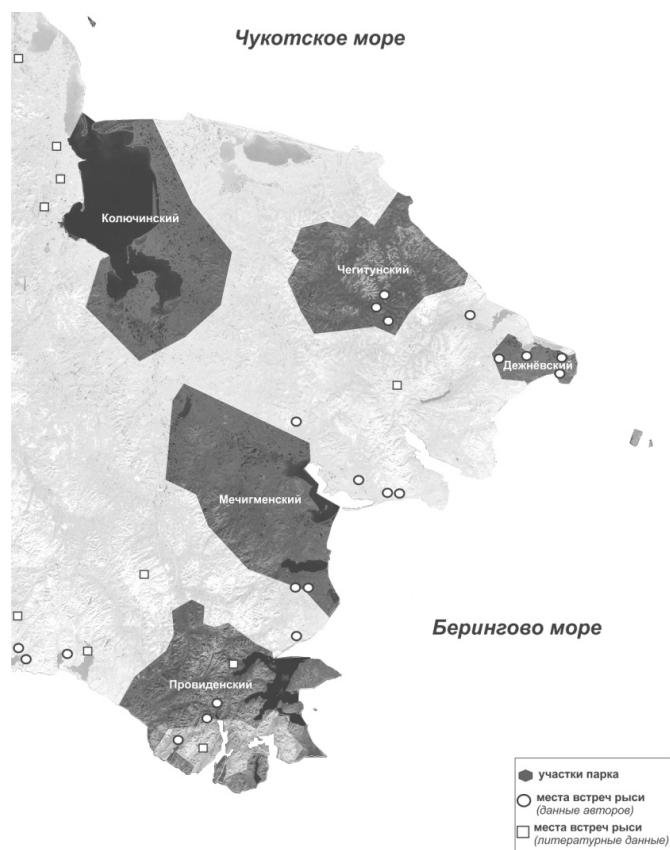 Чукотское море
Колючинский
Чегитунский
Дежнёвский
Мечигменский
Берингово море
Провиденский
участки парка
места встреч рыси
(данные авторов)
места встреч рыси
(литературные данные)